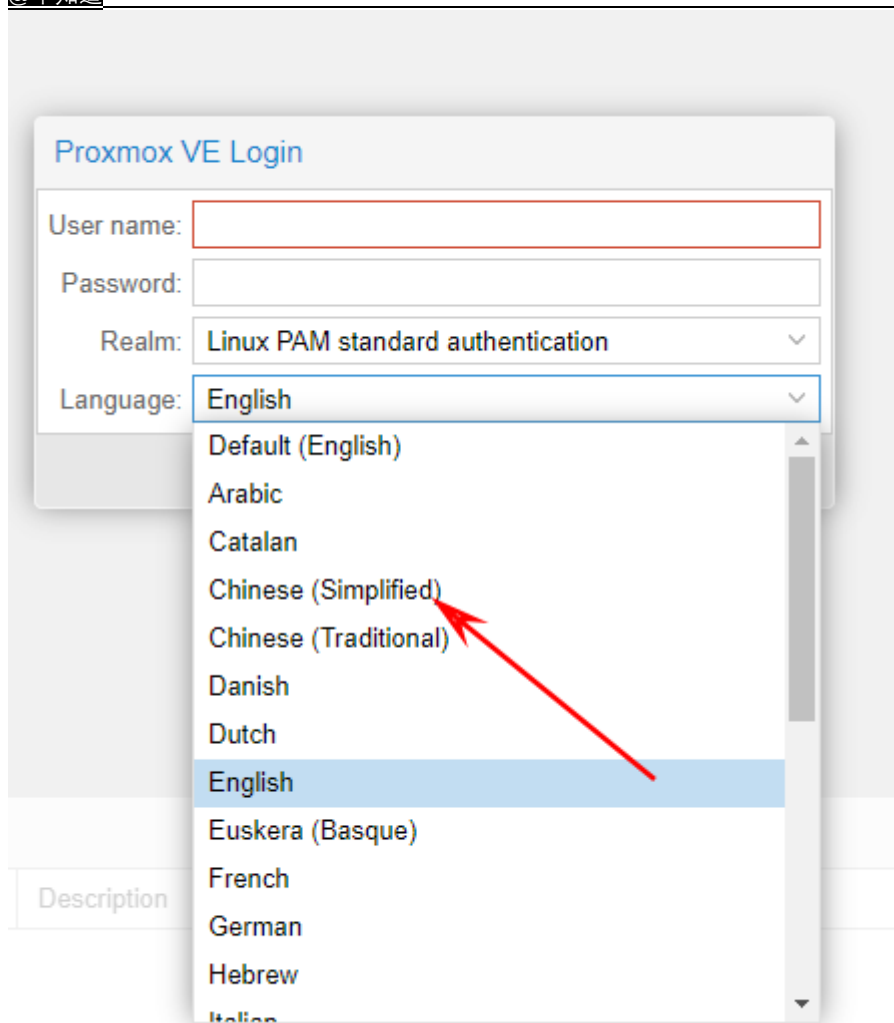 Proxmox VE Login
User name:
Password:
Realm: Linux PAM standard authentication
Language: English
Default (English)
Arabic
Catalan
Chinese (Simplified)
Chinese (Traditional)
Danish
Dutch
English
Euskera (Basque)
French
Description
German
Hebrew
Italian